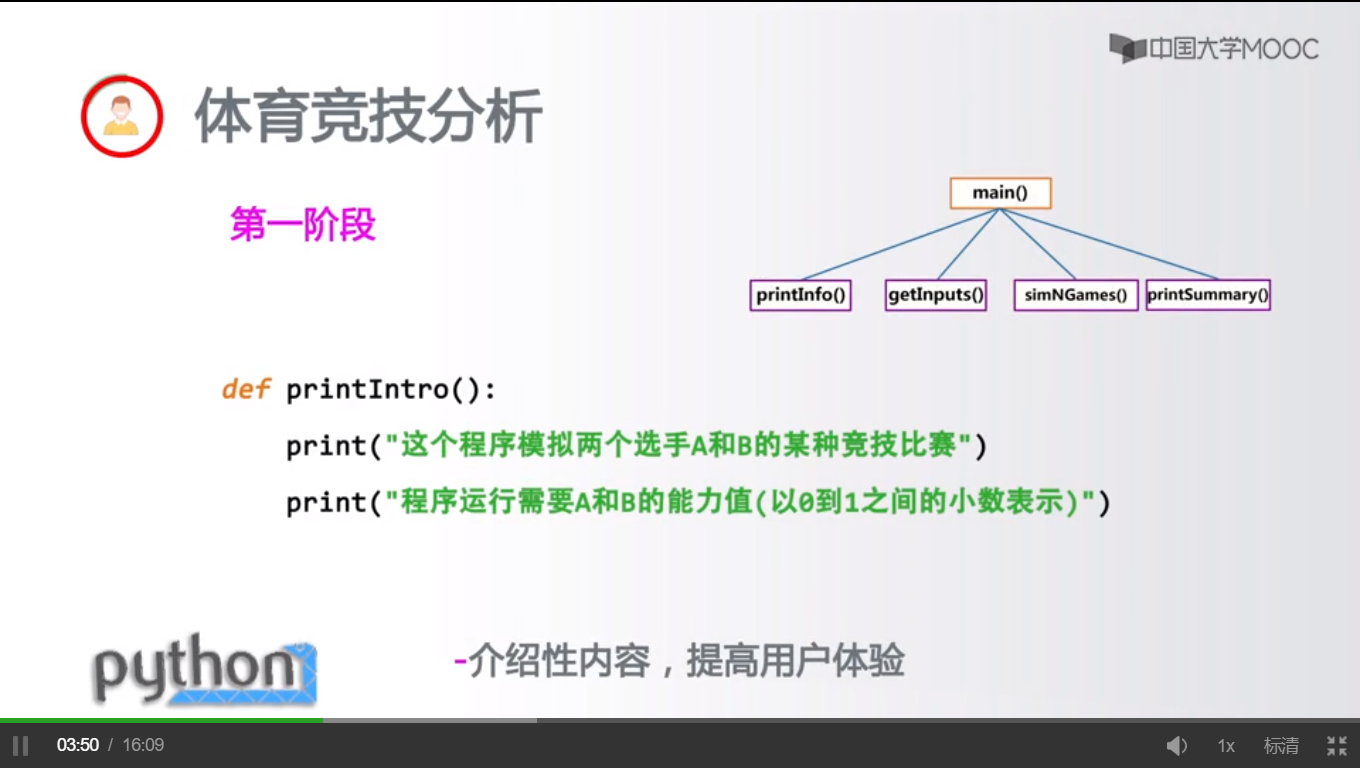 中国大学MOOC
体育竞技分析
第一阶段
main()
printInfo() getInputs() simNGames() printSummary()
def printIntro():
print("这个程序模拟两个选手A和B的某种竞技比赛")
print("程序运行需要A和B的能力值(以0到1之间的小数表示)")
python
-介绍性内容，提高用户体验
03:50 / 16:09 1x 标清